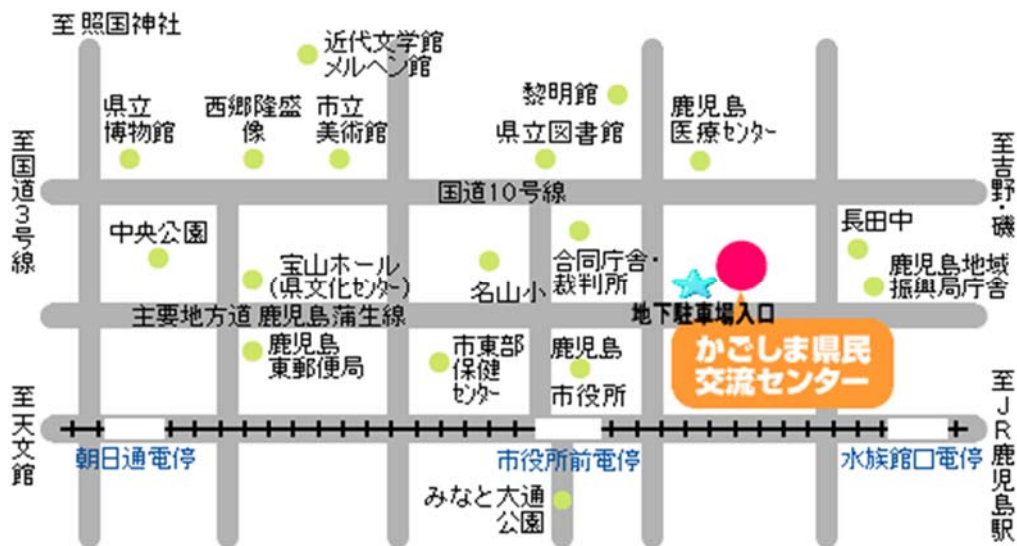 至 照国神社
近代文学館
メルヘン館
黎明館
県立
博物館
西郷隆盛
像
市立
美術館
県立図書館
鹿児島
医療センター
至国道3号線
国道10号線
至吉野・磯
中央公園
宝山ホール
(県文化センター)
名山小
合同庁舎・
裁判所
長田中
鹿児島地域
振興局庁舎
主要地方道 鹿児島蒲生線
地下駐車場入口
かごしま県民
交流センター
鹿児島
東郵便局
市東部
保健
センター
鹿児島
市役所
至天文館
至JR鹿児島駅
朝日通電停
市役所前電停
水族館口電停
みなと大通
公園